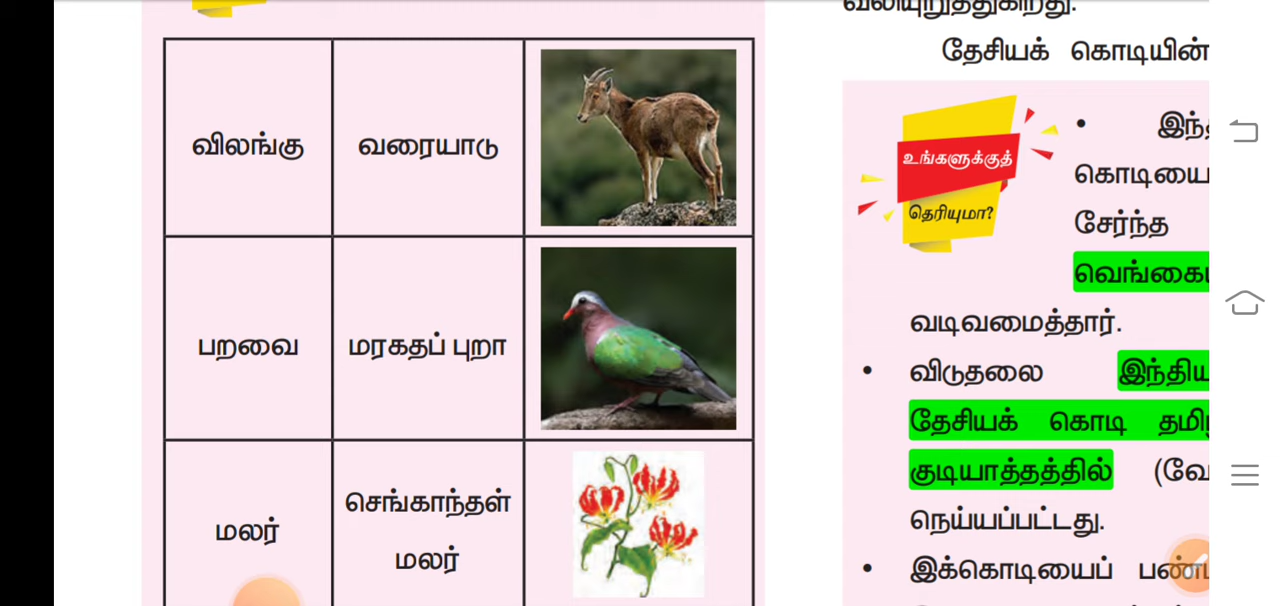 விலங்கு
வரையாடு
பறவை
மரகதப் புறா
மலர்
செங்காந்தள்
மலர்
தேசியக் கொடியின்
உங்களுக்குத்
தெரியுமா?
•
கொடியை
சேர்ந்த
வடிவமைத்தார்.
• விடுதலை
தேசியக் கொடி
குடியாத்தத்தில்
நெய்யப்பட்டது.
• இக்கொடியைப்